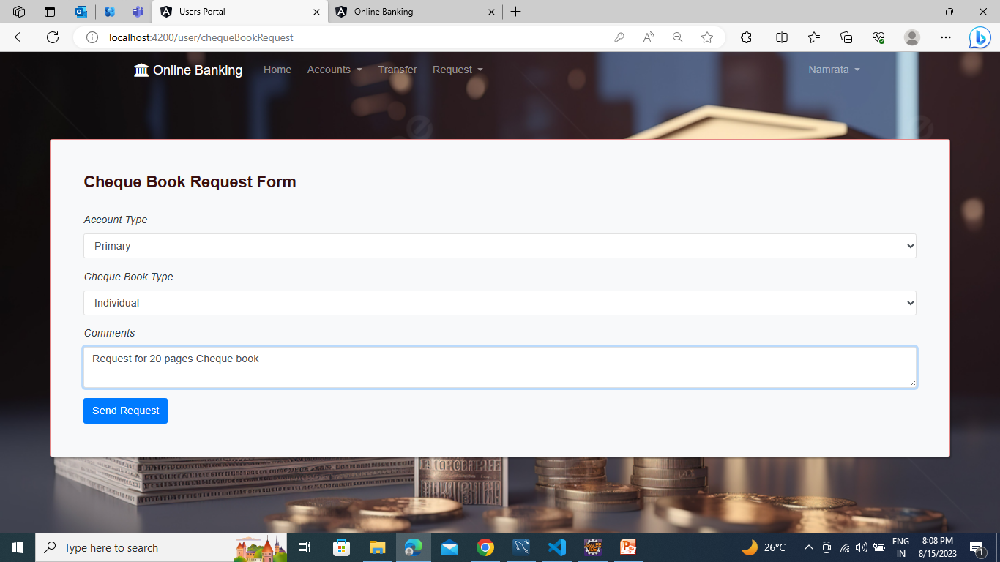 Users Portal
Online Banking
localhost:4200/user/chequeBookRequest
Online Banking Home Accounts Transfer Request Namrata
Cheque Book Request Form
Account Type
Primary
Cheque Book Type
Individual
Comments
Request for 20 pages Cheque book
Send Request
Type here to search
26°C
ENG
IN
8:08 PM
8/15/2023
1